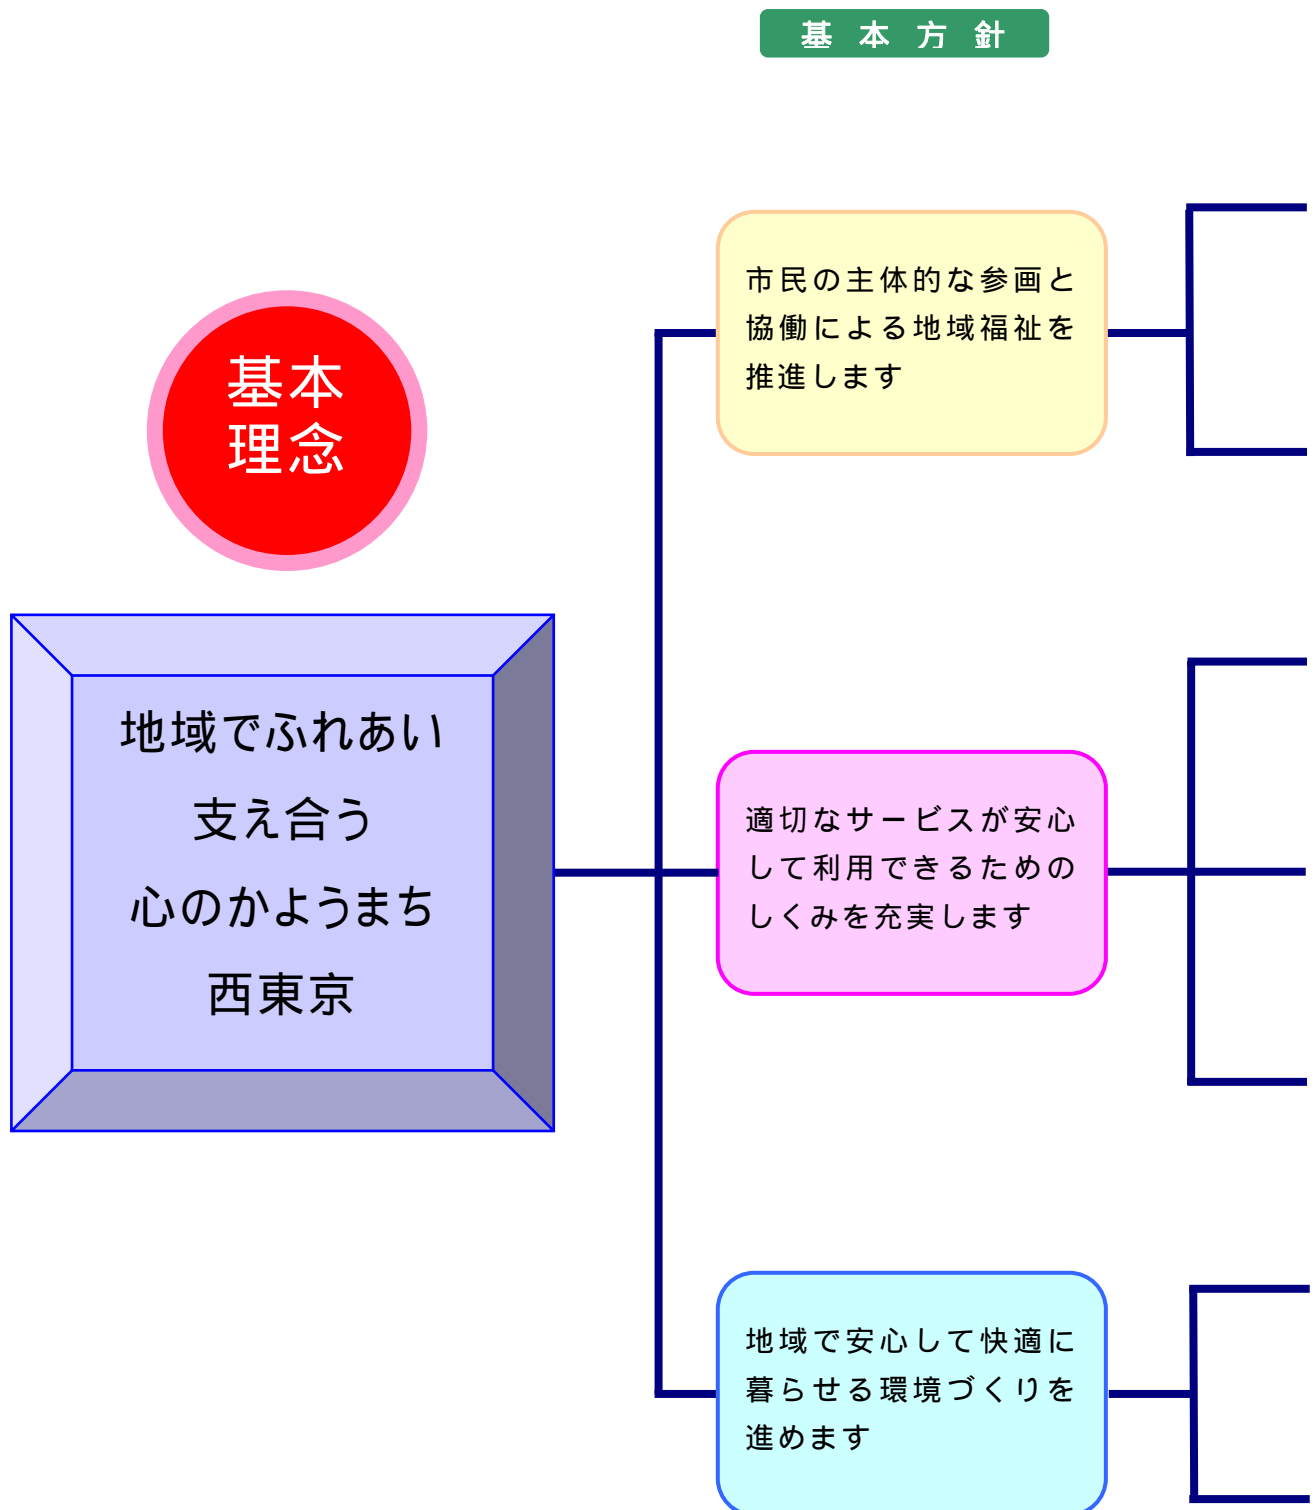 基本方針
基本
理念
地域でふれあい
支え合う
心のかようまち
西東京
市民の主体的な参画と
協働による地域福祉を
推進します
適切なサービスが安心
して利用できるための
しくみを充実します
地域で安心して快適に
暮らせる環境づくりを
進めます